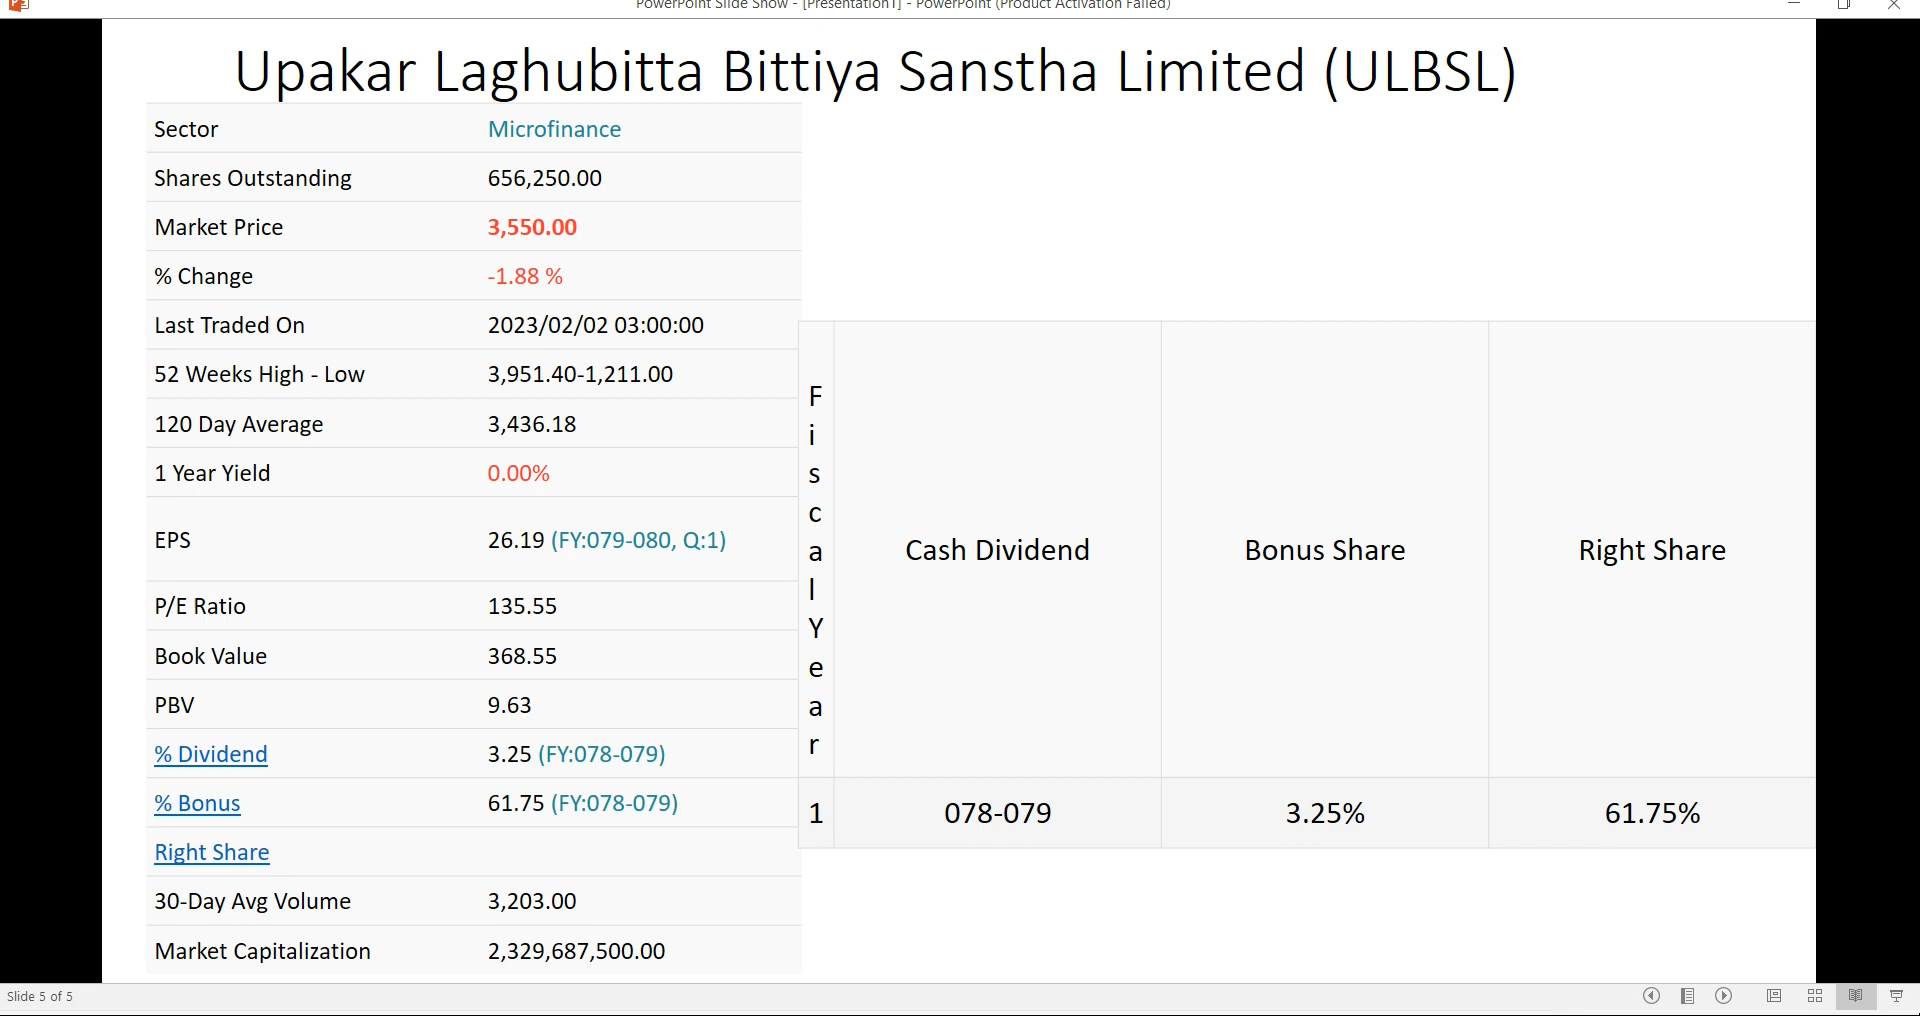 PowerPoint Slide Show - [Presentation1] - PowerPoint (Product Activation Failed)
Upakar Laghubitta Bittiya Sanstha Limited (ULBSL)
Sector Microfinance
Shares Outstanding 656,250.00
Market Price 3,550.00
% Change -1.88 %
Last Traded On 2023/02/02 03:00:00
52 Weeks High - Low 3,951.40-1,211.00
120 Day Average 3,436.18
1 Year Yield 0.00%
EPS 26.19 (FY:079-080, Q:1)
P/E Ratio 135.55
Book Value 368.55
PBV 9.63
% Dividend 3.25 (FY:078-079)
% Bonus 61.75 (FY:078-079)
Right Share
30-Day Avg Volume 3,203.00
Market Capitalization 2,329,687,500.00
Fiscal Year Cash Dividend Bonus Share Right Share
1 078-079 3.25% 61.75%
Slide 5 of 5